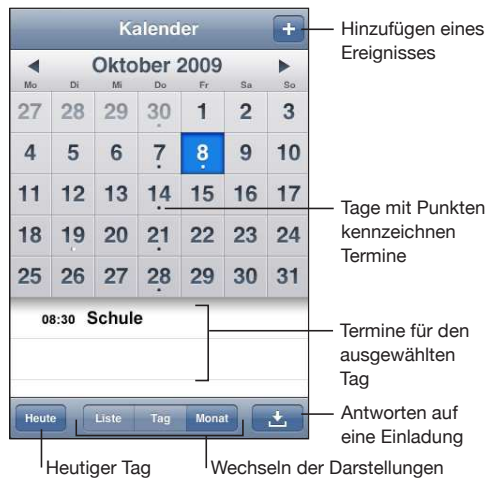 Kalender
+
Hinzufügen eines
Ereignisses
Oktober 2009
Mo Di Mi Do Fr Sa So
27 28 29 30 1 2 3
4 5 6 7 8 9 10
11 12 13 14 15 16 17
18 19 20 21 22 23 24
25 26 27 28 29 30 31
Tage mit Punkten
kennzeichnen
Termine
08:30 Schule
Termine für den
ausgewählten
Tag
Heute Liste Tag Monat
Antworten auf
eine Einladung
Heutiger Tag
Wechseln der Darstellungen